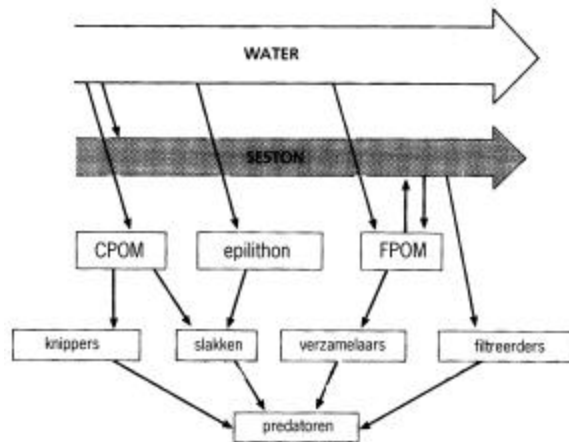 WATER
SESTON
CPOM
epilithon
FPOM
knippers
slakken
verzamelaars
filtreerders
predatoren